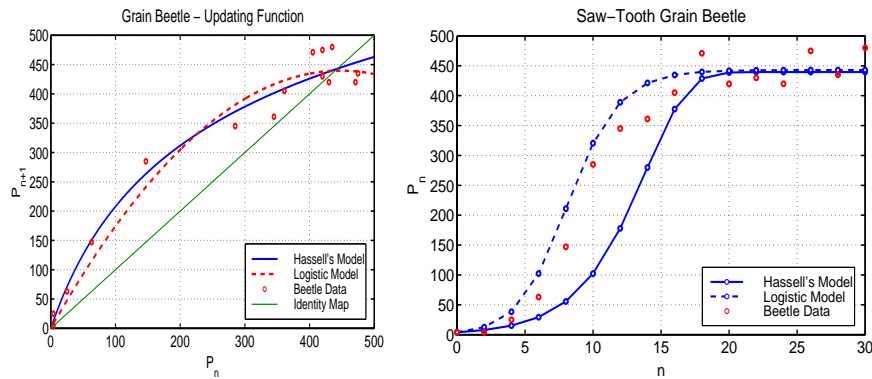 Grain Beetle − Updating Function
500
450
400
350
300
250
200
150
100
50
0
0 100 200 300 400 500
P_{n+1}
P_n
Hassell's Model
Logistic Model
Beetle Data
Identity Map
Saw−Tooth Grain Beetle
500
450
400
350
300
250
200
150
100
50
0
0 5 10 15 20 25 30
P_n
n
Hassell's Model
Logistic Model
Beetle Data